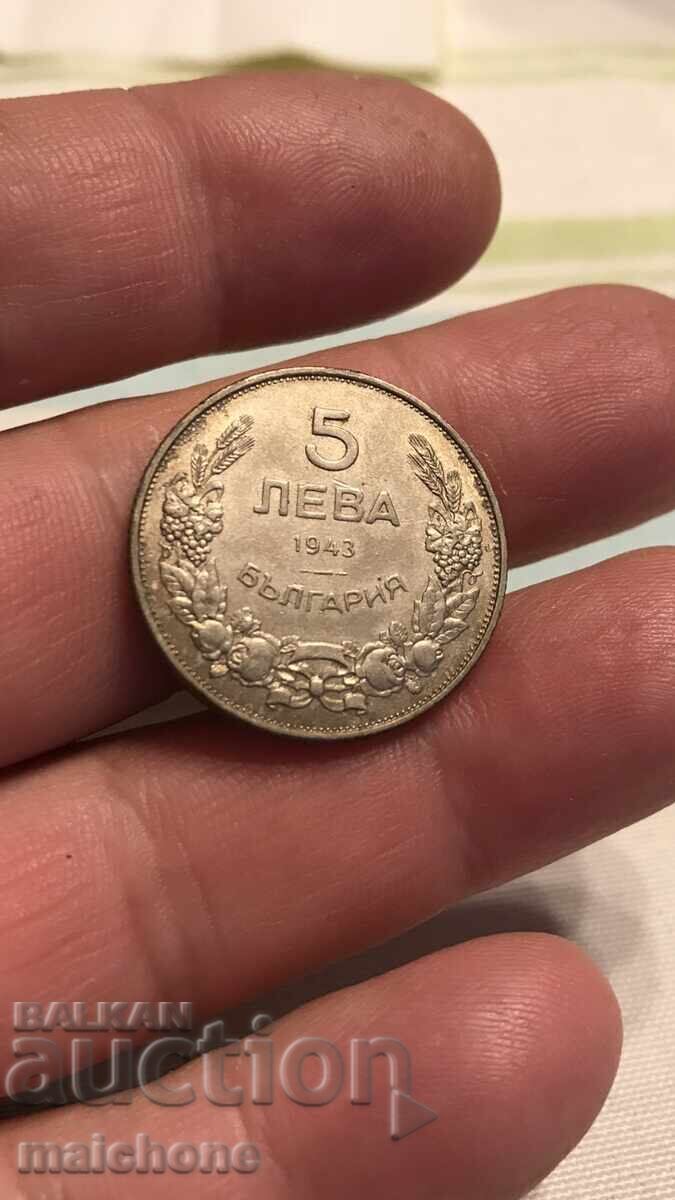 5
ЛЕВА
1943
БЪЛГАРИЯ
BALKAN
auction
maichone